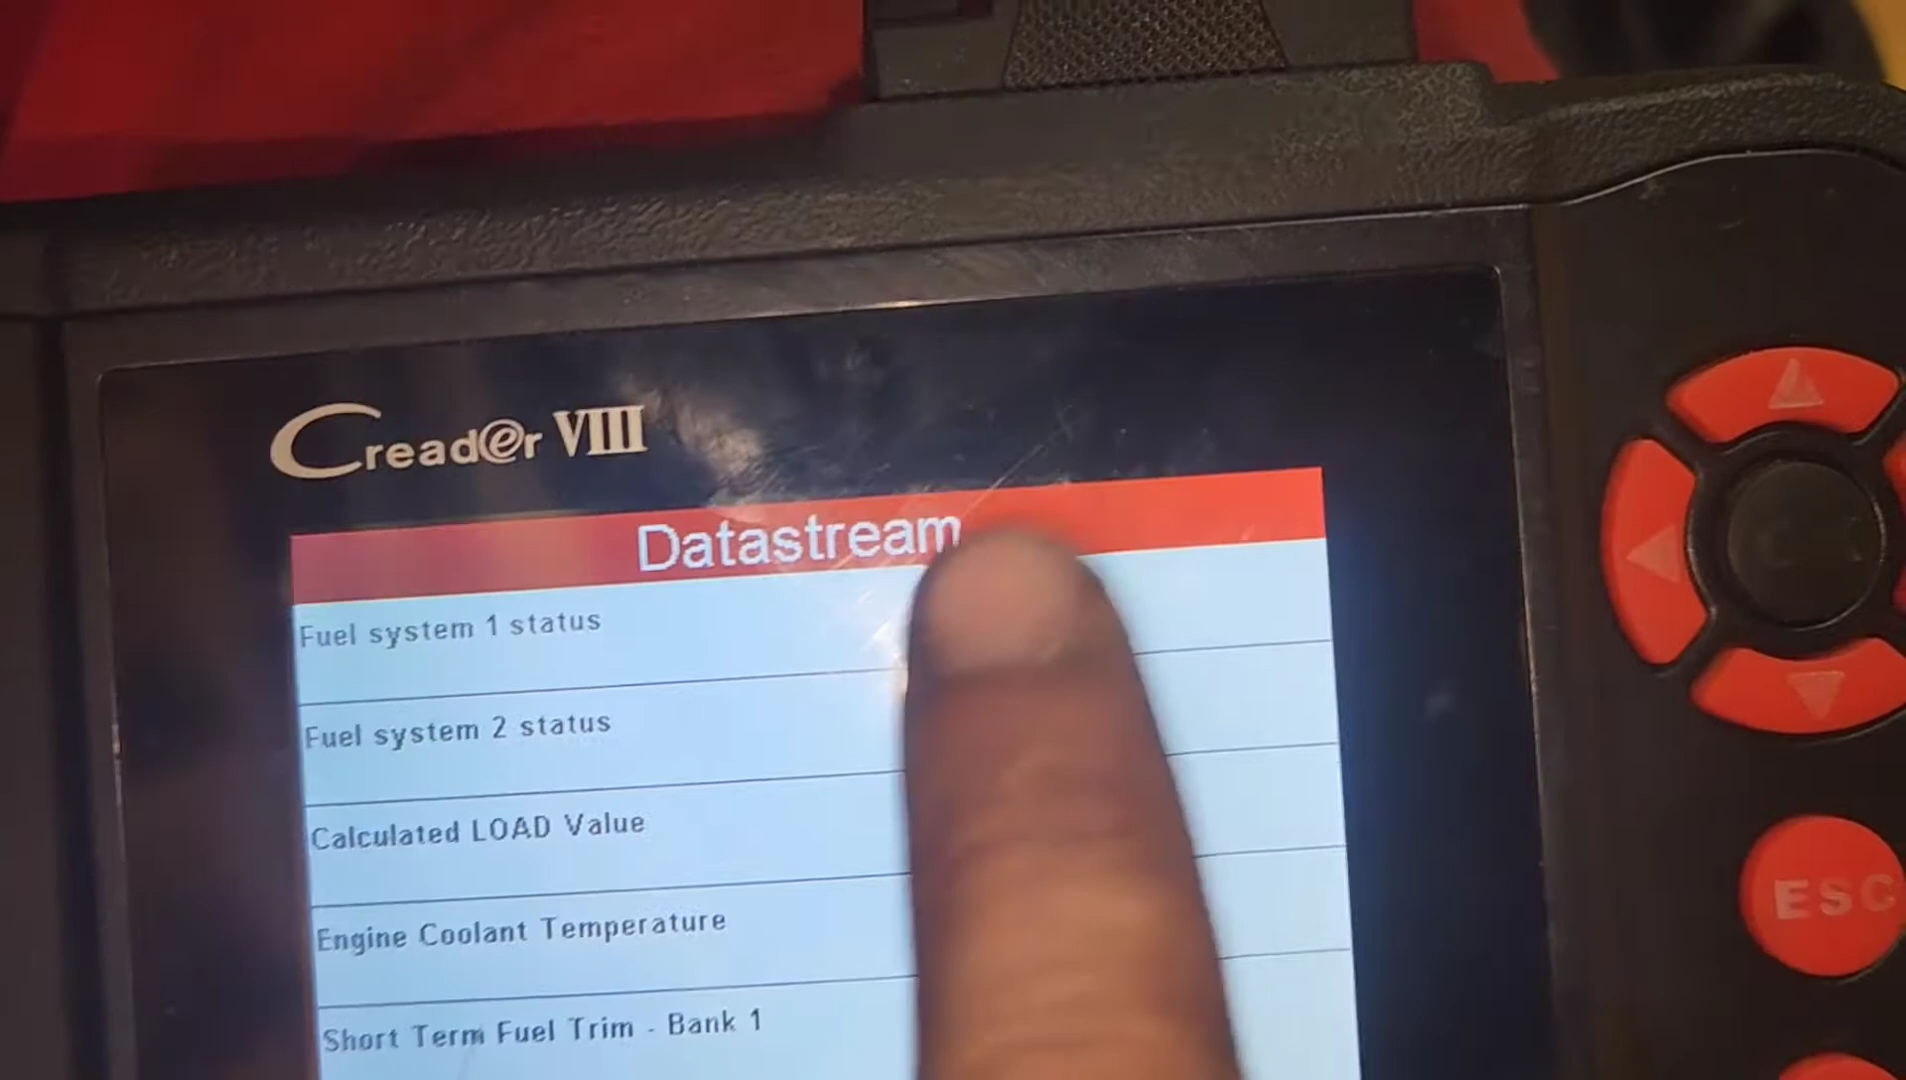 Creader VIII
Datastream
Fuel system 1 status
Fuel system 2 status
Calculated LOAD Value
Engine Coolant Temperature
Short Term Fuel Trim - Bank 1
ESC